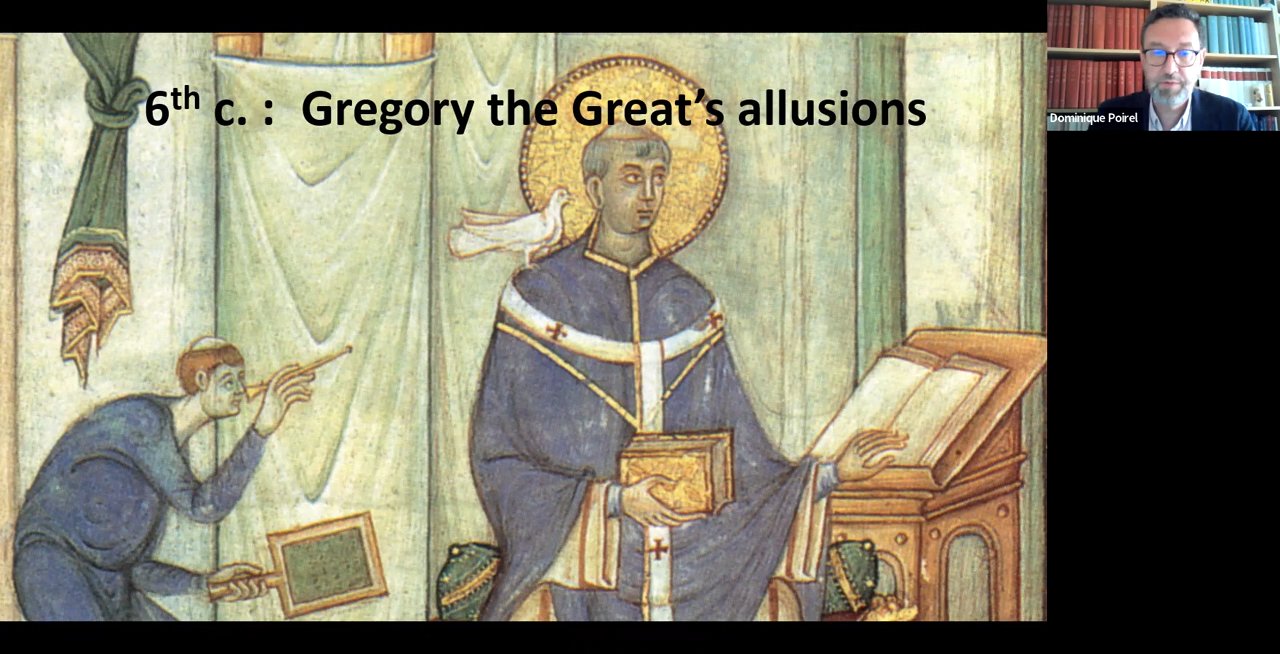 6th c. : Gregory the Great’s allusions
Dominique Poirel